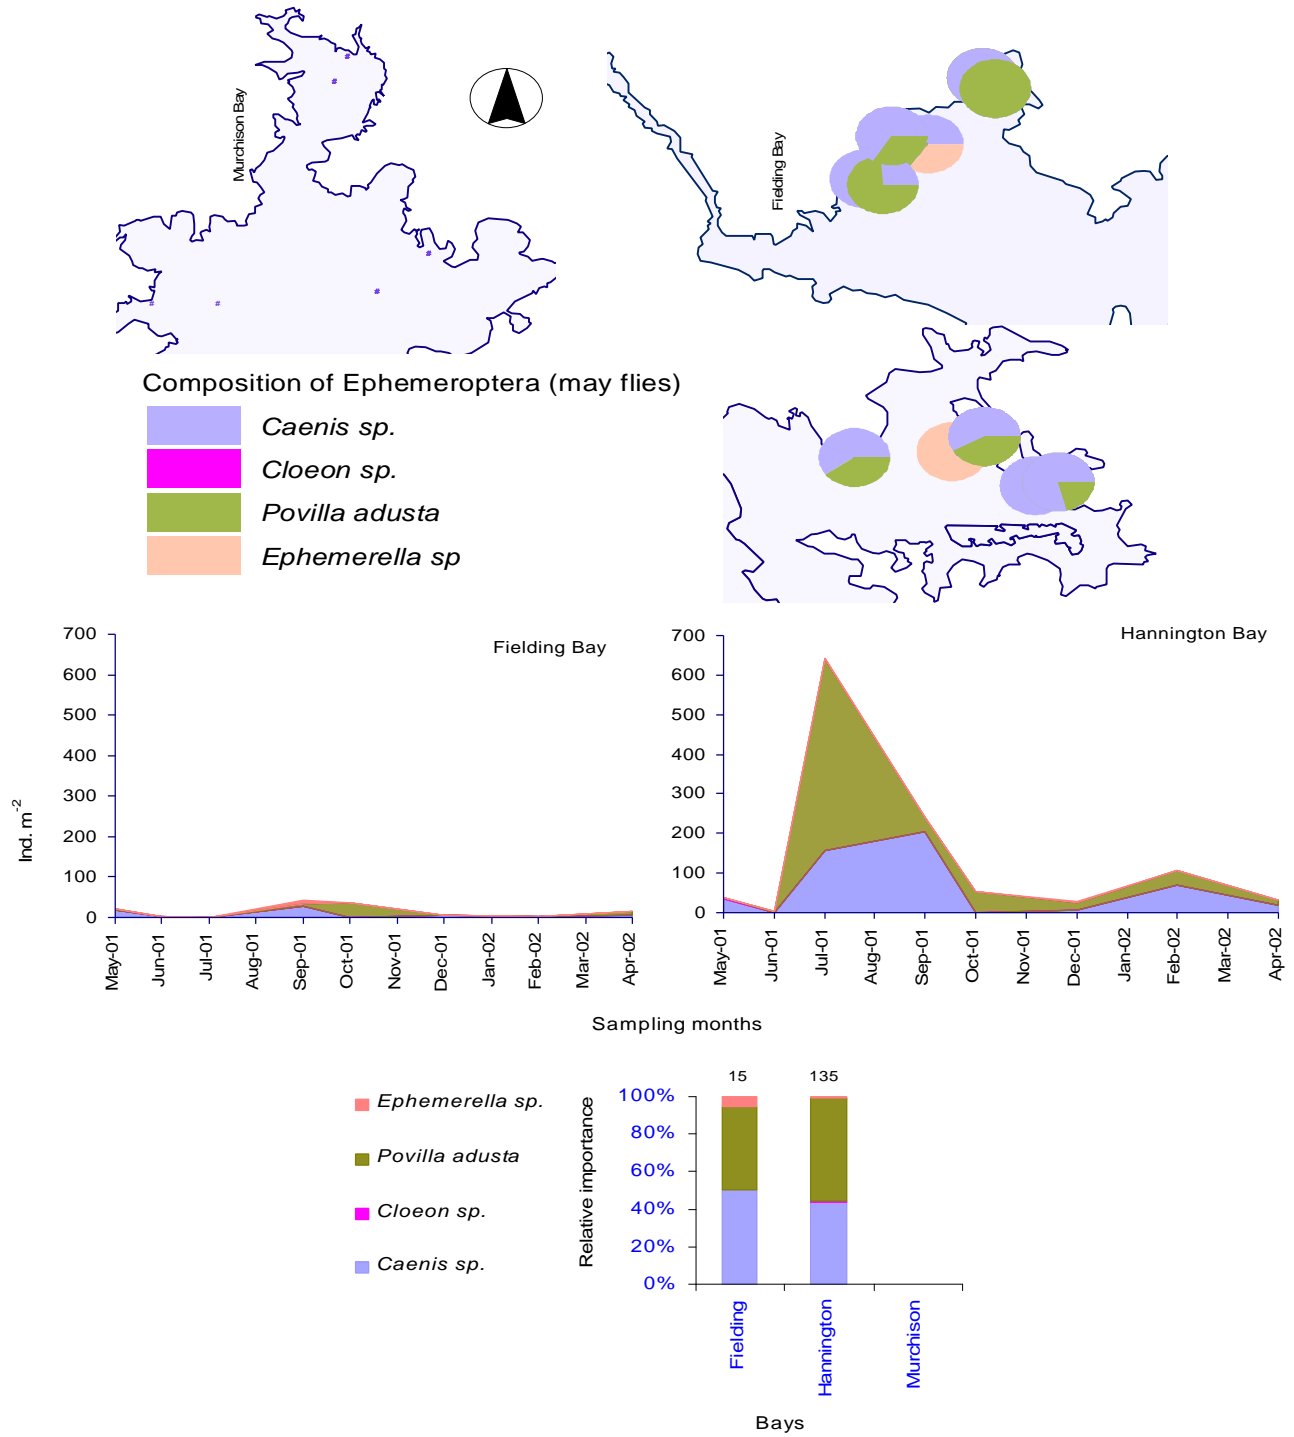 Murchison Bay
#
#
#
#
#
#
Fielding Bay
Composition of Ephemeroptera (may flies)
Caenis sp.
Cloeon sp.
Povilla adusta
Ephemerella sp
Ind. m-2
700
600
500
400
300
200
100
0
Fielding Bay
May-01
Jun-01
Jul-01
Aug-01
Sep-01
Oct-01
Nov-01
Dec-01
Jan-02
Feb-02
Mar-02
Apr-02
700
600
500
400
300
200
100
0
Hannington Bay
May-01
Jun-01
Jul-01
Aug-01
Sep-01
Oct-01
Nov-01
Dec-01
Jan-02
Feb-02
Mar-02
Apr-02
Sampling months
Ephemerella sp.
Povilla adusta
Cloeon sp.
Caenis sp.
Relative importance
15 135
100%
80%
60%
40%
20%
0%
Fielding
Hannington
Murchison
Bays